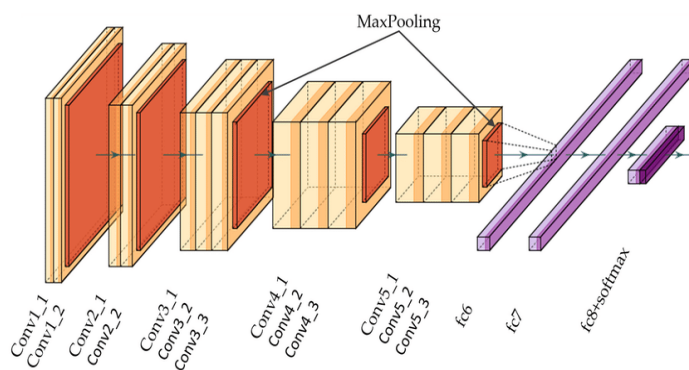 MaxPooling
Conv1_1
Conv1_2
Conv2_1
Conv2_2
Conv3_1
Conv3_2
Conv3_3
Conv4_1
Conv4_2
Conv4_3
Conv5_1
Conv5_2
Conv5_3
fc6
fc7
fc8+softmax